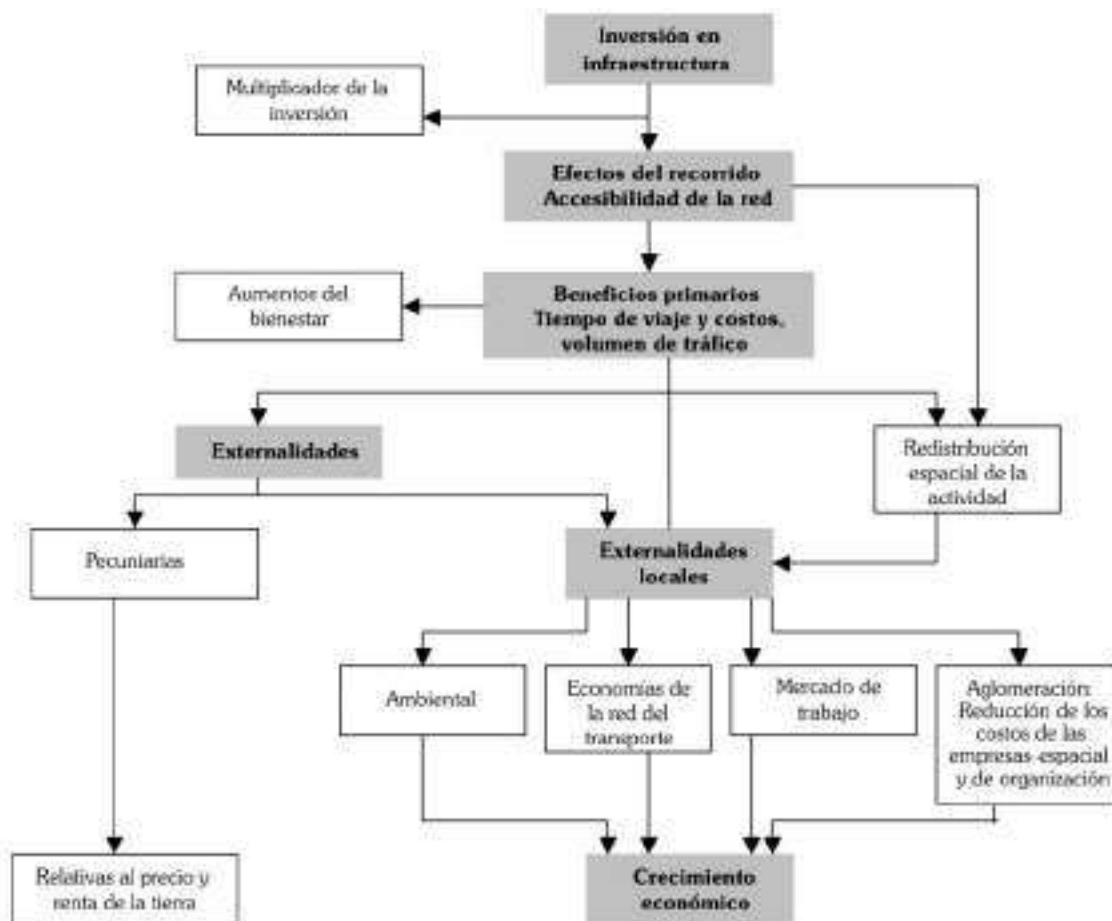 Inversión en
infraestructura
Multiplicador de la
inversión
Efectos del recorrido
Accesibilidad de la red
Aumentos del
bienestar
Beneficios primarios
Tiempo de viaje y costos,
volumen de tráfico
Externalidades
Redistribución
espacial de la
actividad
Pecuniarias
Externalidades
locales
Ambiental
Economías de
la red del
transporte
Mercado de
trabajo
Aglomeración:
Reducción de los
costos de las
empresas-espacial
y de organización
Relativas al precio y
renta de la tierra
Crecimiento
económico